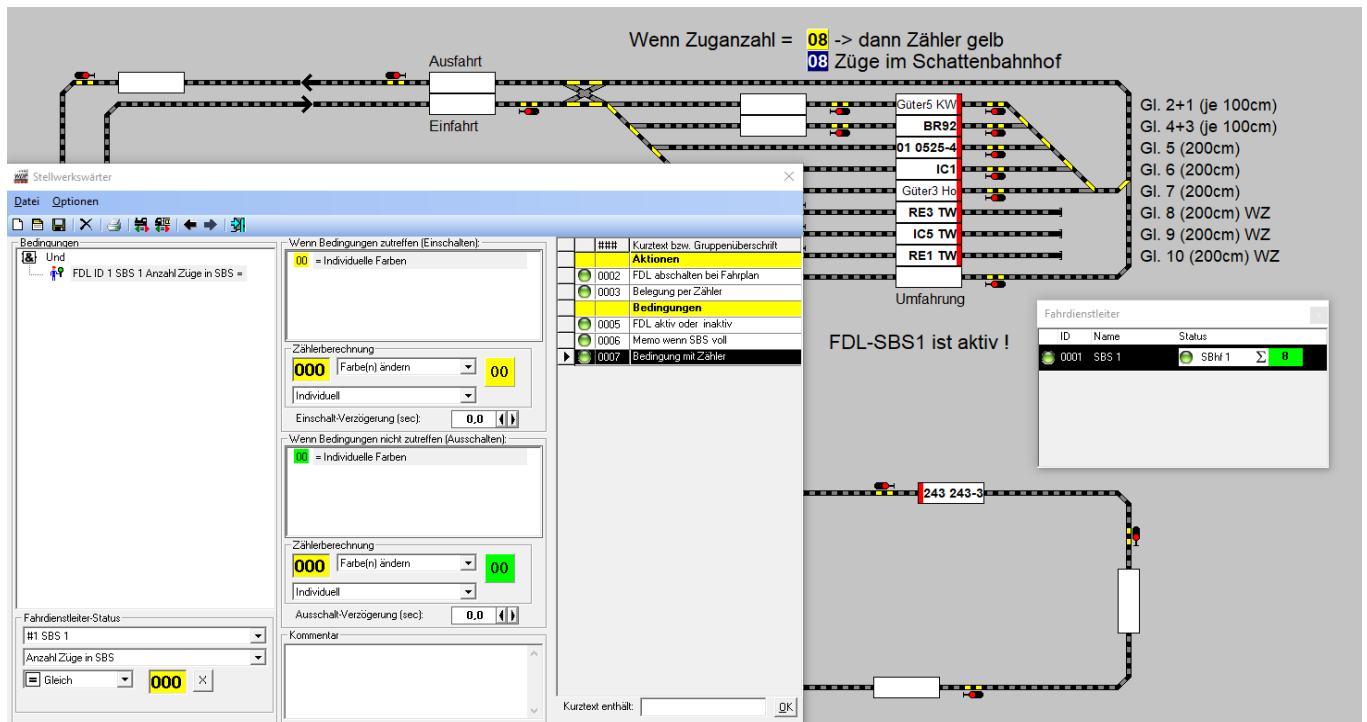 Wenn Zuganzahl = 08 -> dann Zähler gelb
08 Züge im Schattenbahnhof
Ausfahrt
Einfahrt
Güter5 KW
BR92
01 0525-4
IC1
Güter3 Ho
RE3 TW
IC5 TW
RE1 TW
Umfahrung
Gl. 2+1 (je 100cm)
Gl. 4+3 (je 100cm)
Gl. 5 (200cm)
Gl. 6 (200cm)
Gl. 7 (200cm)
Gl. 8 (200cm) WZ
Gl. 9 (200cm) WZ
Gl. 10 (200cm) WZ
FDL-SBS1 ist aktiv !
Stellwerkswärter
Datei Optionen
Bedingungen
& Und
FDL ID 1 SBS 1 Anzahl Züge in SBS =
Fahrdienstleiter-Status
#1 SBS 1
Anzahl Züge in SBS
= Gleich 000 X
Wenn Bedingungen zutreffen (Einschalten):
00 = Individuelle Farben
Zählerberechnung
000 Farbe(n) ändern 00
Individuell
Einschalt-Verzögerung (sec): 0,0
Wenn Bedingungen nicht zutreffen (Ausschalten):
00 = Individuelle Farben
Zählerberechnung
000 Farbe(n) ändern 00
Individuell
Ausschalt-Verzögerung (sec): 0,0
Kommentar
### Kurztext bzw. Gruppenüberschrift
Aktionen
0002 FDL abschalten bei Fahrplan
0003 Belegung per Zähler
Bedingungen
0005 FDL aktiv oder inaktiv
0006 Memo wenn SBS voll
0007 Bedingung mit Zähler
Kurztext enthält: OK
Fahrdienstleiter
ID Name Status
0001 SBS 1 SBhf 1 Σ 8
243 243-3